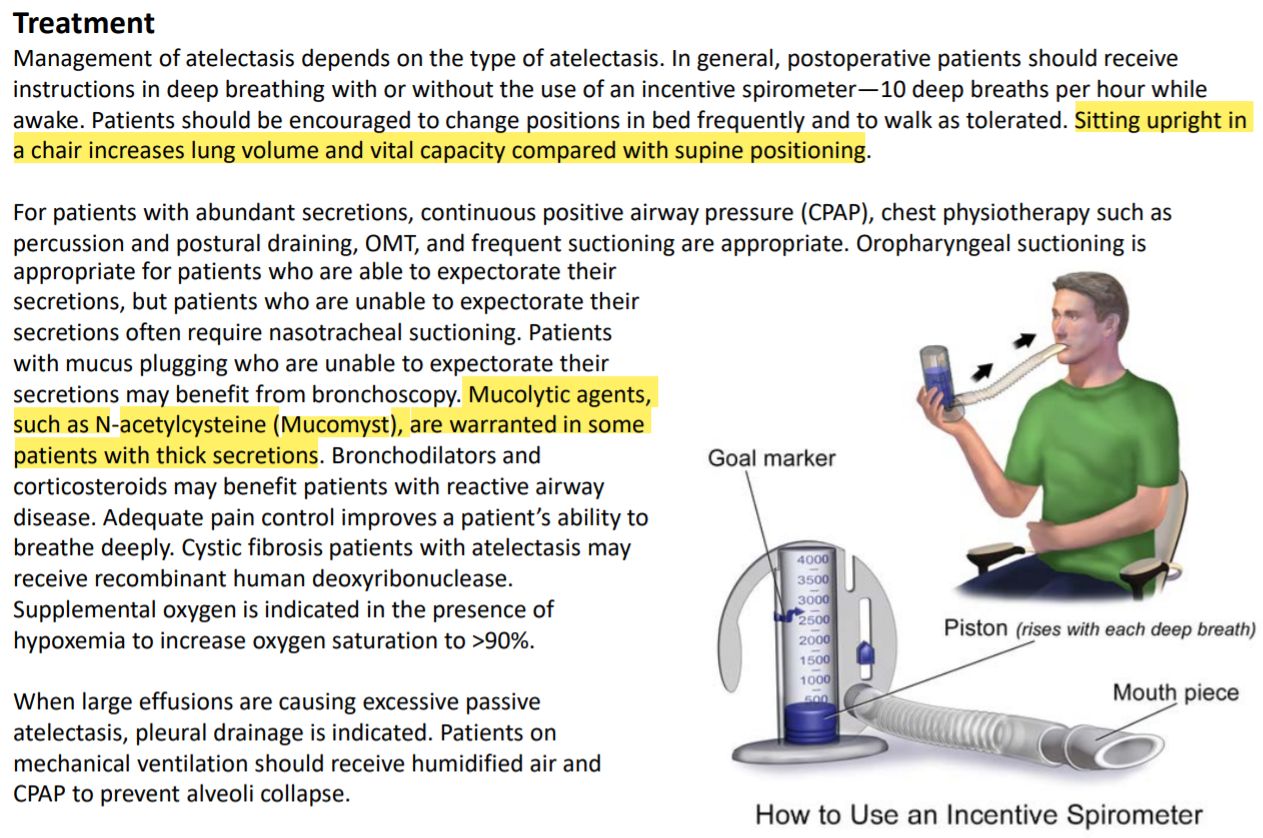 Treatment
Management of atelectasis depends on the type of atelectasis. In general, postoperative patients should receive
instructions in deep breathing with or without the use of an incentive spirometer—10 deep breaths per hour while
awake. Patients should be encouraged to change positions in bed frequently and to walk as tolerated. Sitting upright in
a chair increases lung volume and vital capacity compared with supine positioning.
For patients with abundant secretions, continuous positive airway pressure (CPAP), chest physiotherapy such as
percussion and postural draining, OMT, and frequent suctioning are appropriate. Oropharyngeal suctioning is
appropriate for patients who are able to expectorate their
secretions, but patients who are unable to expectorate their
secretions often require nasotracheal suctioning. Patients
with mucus plugging who are unable to expectorate their
secretions may benefit from bronchoscopy. Mucolytic agents,
such as N-acetylcysteine (Mucomyst), are warranted in some
patients with thick secretions. Bronchodilators and
corticosteroids may benefit patients with reactive airway
disease. Adequate pain control improves a patient’s ability to
breathe deeply. Cystic fibrosis patients with atelectasis may
receive recombinant human deoxyribonuclease.
Supplemental oxygen is indicated in the presence of
hypoxemia to increase oxygen saturation to >90%.
When large effusions are causing excessive passive
atelectasis, pleural drainage is indicated. Patients on
mechanical ventilation should receive humidified air and
CPAP to prevent alveoli collapse.
Goal marker
4000
3500
3000
2500
2000
1500
1000
500
Piston (rises with each deep breath)
Mouth piece
How to Use an Incentive Spirometer